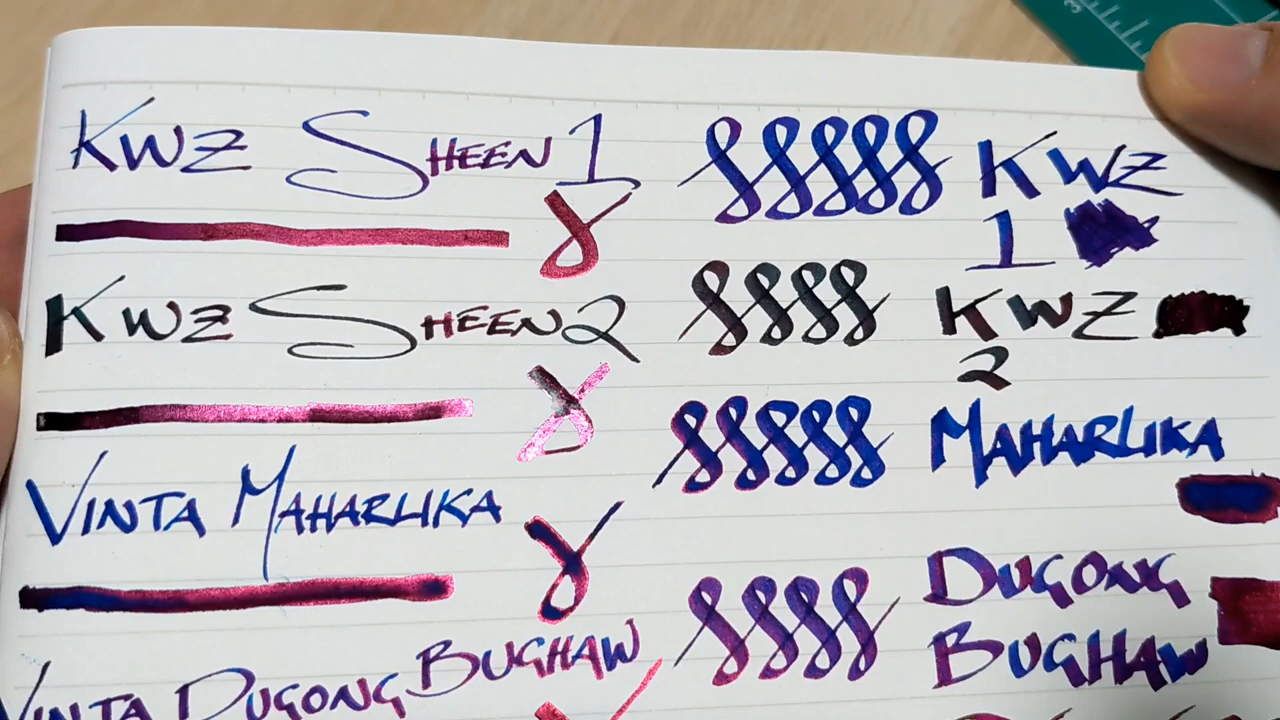 KWZ SHEEN 1
KWZ
1
KWZ SHEEN 2
KWZ
2
VINTA MAHARLIKA
MAHARLIKA
VINTA DUGONG BUGHAW
DUGONG
BUGHAW